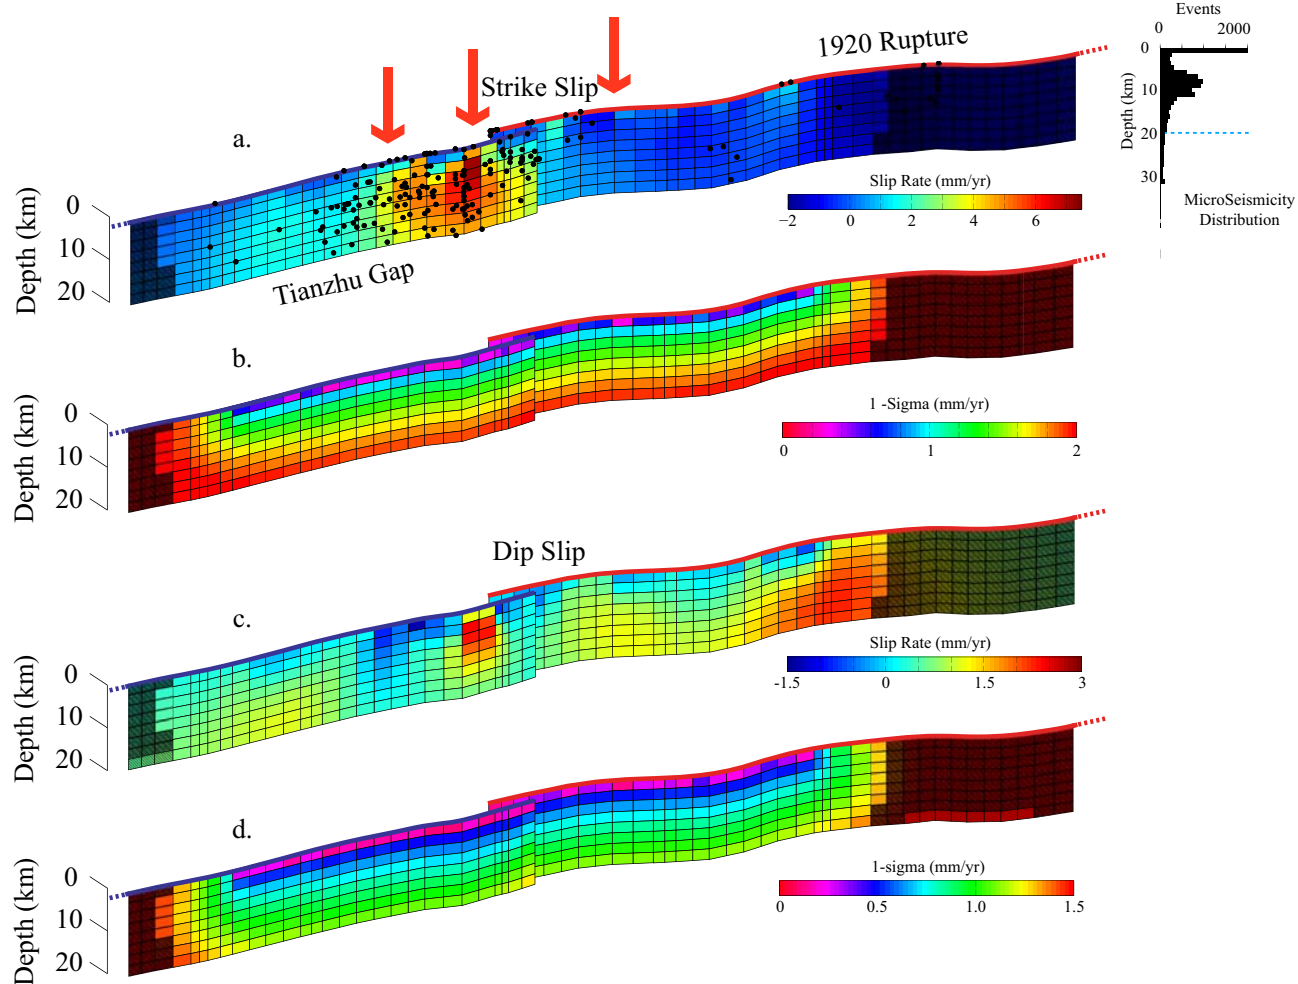 Events
0 2000
0
10
20
30
Depth (km)
MicroSeismicity
Distribution
1920 Rupture
Strike Slip
a.
Slip Rate (mm/yr)
−2 0 2 4 6
Depth (km)
0
10
20
Tianzhu Gap
b.
1 -Sigma (mm/yr)
0 1 2
Depth (km)
0
10
20
Dip Slip
c.
Slip Rate (mm/yr)
-1.5 0 1.5 3
Depth (km)
0
10
20
d.
1-sigma (mm/yr)
0 0.5 1.0 1.5
Depth (km)
0
10
20